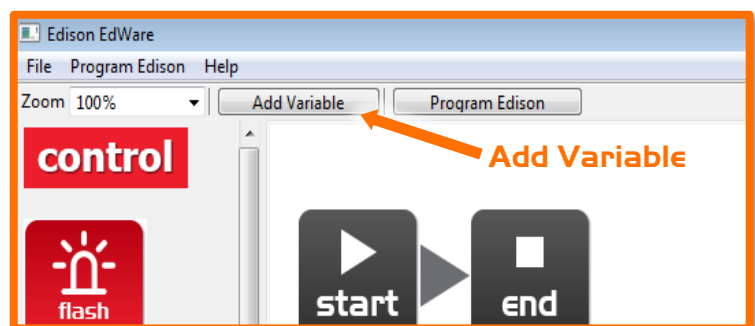 Edison EdWare
File Program Edison Help
Zoom 100% Add Variable Program Edison
control
Add Variable
flash
start
end